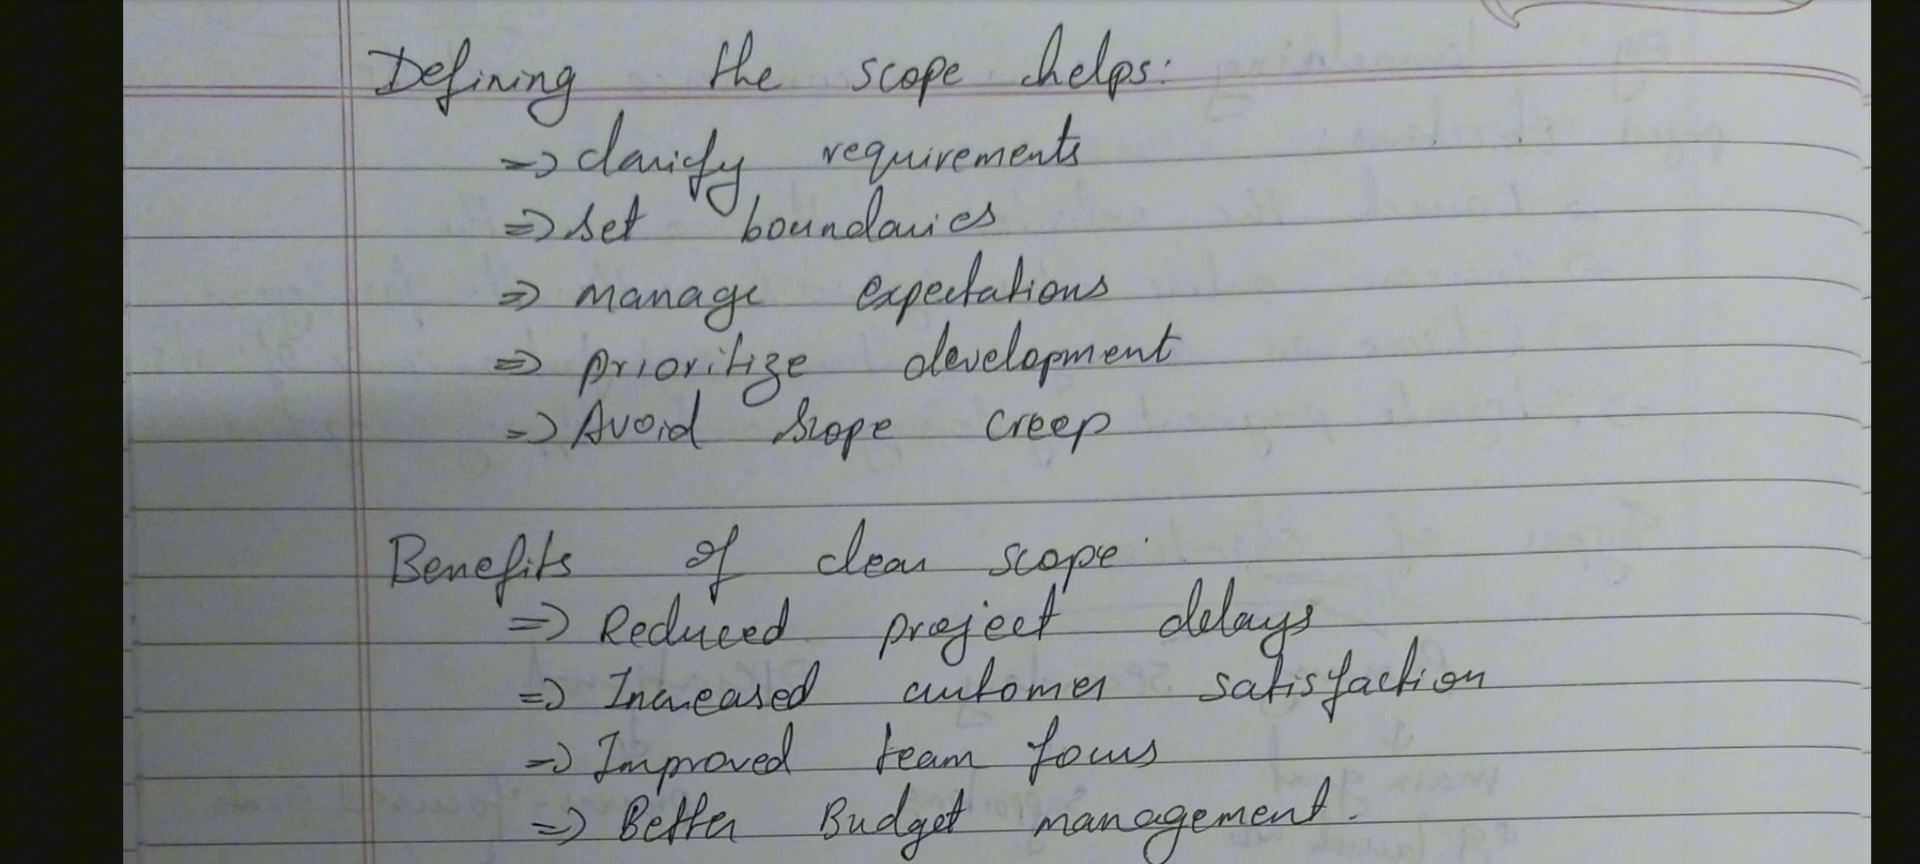 Defining the scope helps:
=> clarify requirements
=> set boundaries
=> manage expectations
=> prioritize development
=> Avoid scope creep
Benefits of clear scope:
=> Reduced project delays
=> Increased customer satisfaction
=> Improved team focus
=> Better Budget management.